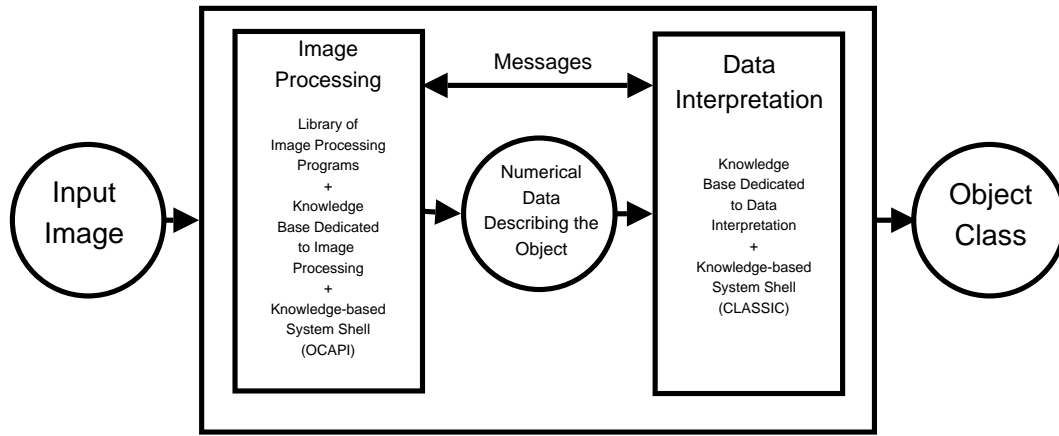 Input
Image
Image
Processing
Library of
Image Processing
Programs
+
Knowledge
Base Dedicated
to Image
Processing
+
Knowledge-based
System Shell
(OCAPI)
Messages
Numerical
Data
Describing the
Object
Data
Interpretation
Knowledge
Base Dedicated
to Data
Interpretation
+
Knowledge-based
System Shell
(CLASSIC)
Object
Class